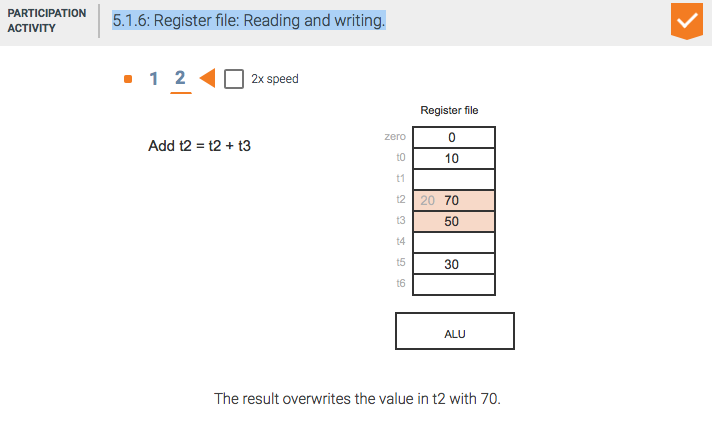 PARTICIPATION
ACTIVITY
5.1.6: Register file: Reading and writing.
1 2 2x speed
Register file
Add t2 = t2 + t3
zero 0
t0 10
t1
t2 20 70
t3 50
t4
t5 30
t6
ALU
The result overwrites the value in t2 with 70.